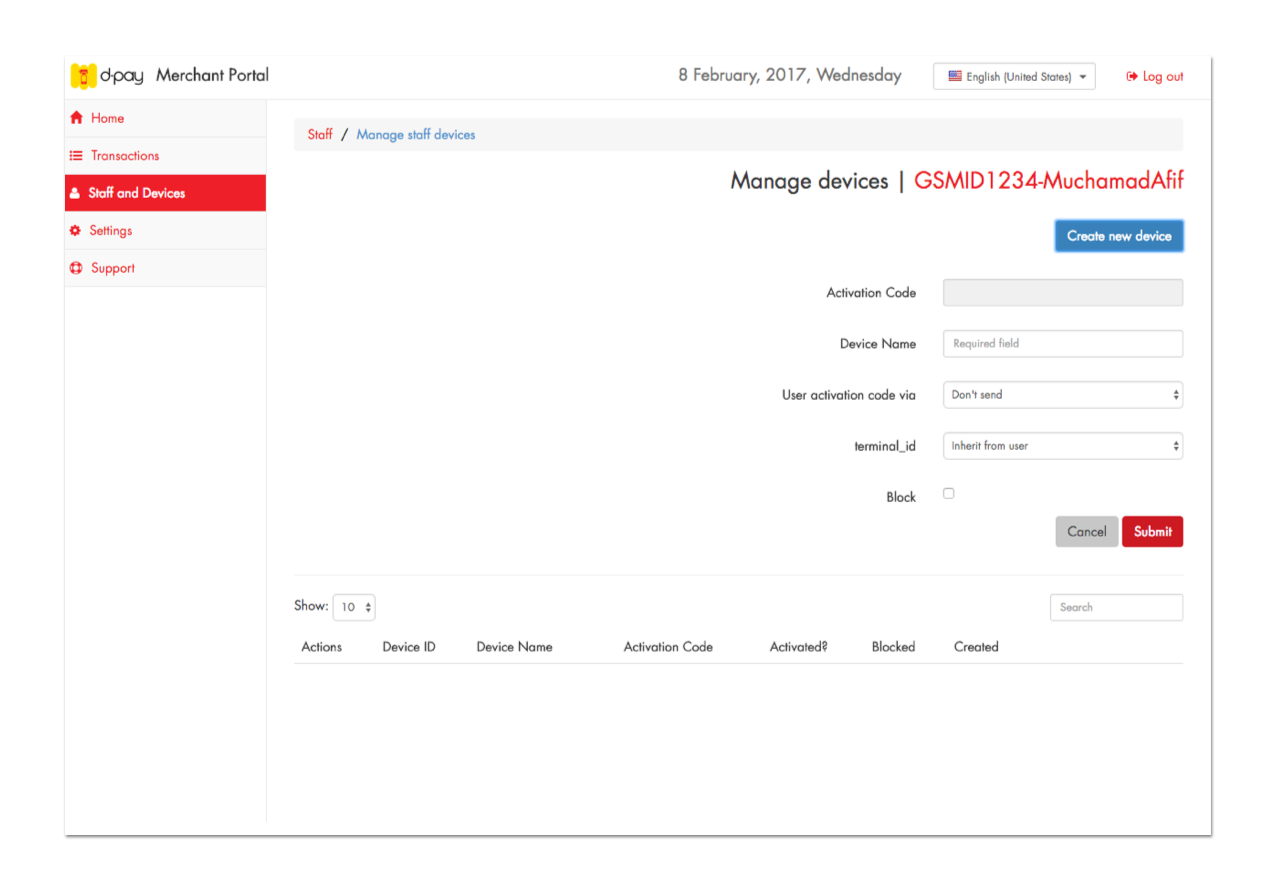 d·pay Merchant Portal
8 February, 2017, Wednesday
English (United States)
Log out
Home
Transactions
Staff and Devices
Settings
Support
Staff / Manage staff devices
Manage devices | GSMID1234-MuchamadAfif
Create new device
Activation Code
Device Name Required field
User activation code via Don't send
terminal_id Inherit from user
Block
Cancel Submit
Show: 10 Search
Actions Device ID Device Name Activation Code Activated? Blocked Created